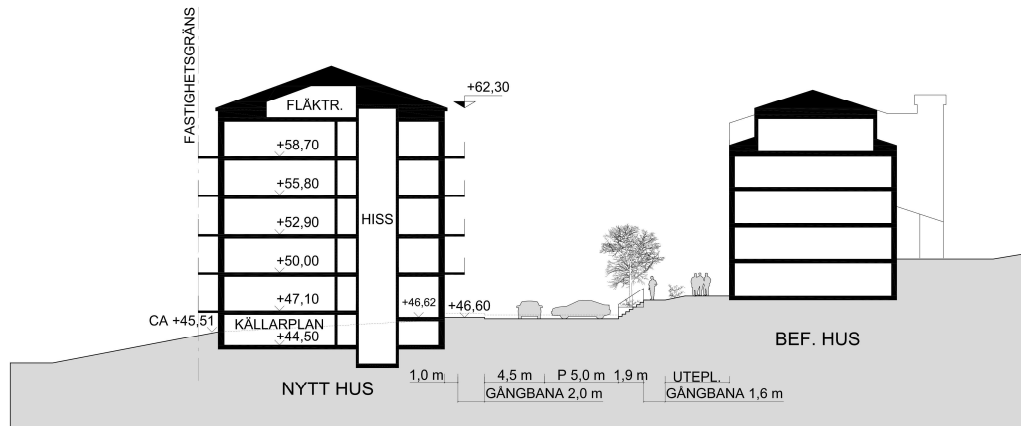 FASTIGHETSGRÄNS
FLÄKTR.
+62,30
+58,70
+55,80
HISS
+52,90
+50,00
+47,10
+46,62
+46,60
CA +45,51
KÄLLARPLAN
+44,50
BEF. HUS
NYTT HUS
1,0 m
4,5 m
P 5,0 m
1,9 m
UTEPL.
GÅNGBANA 2,0 m
GÅNGBANA 1,6 m